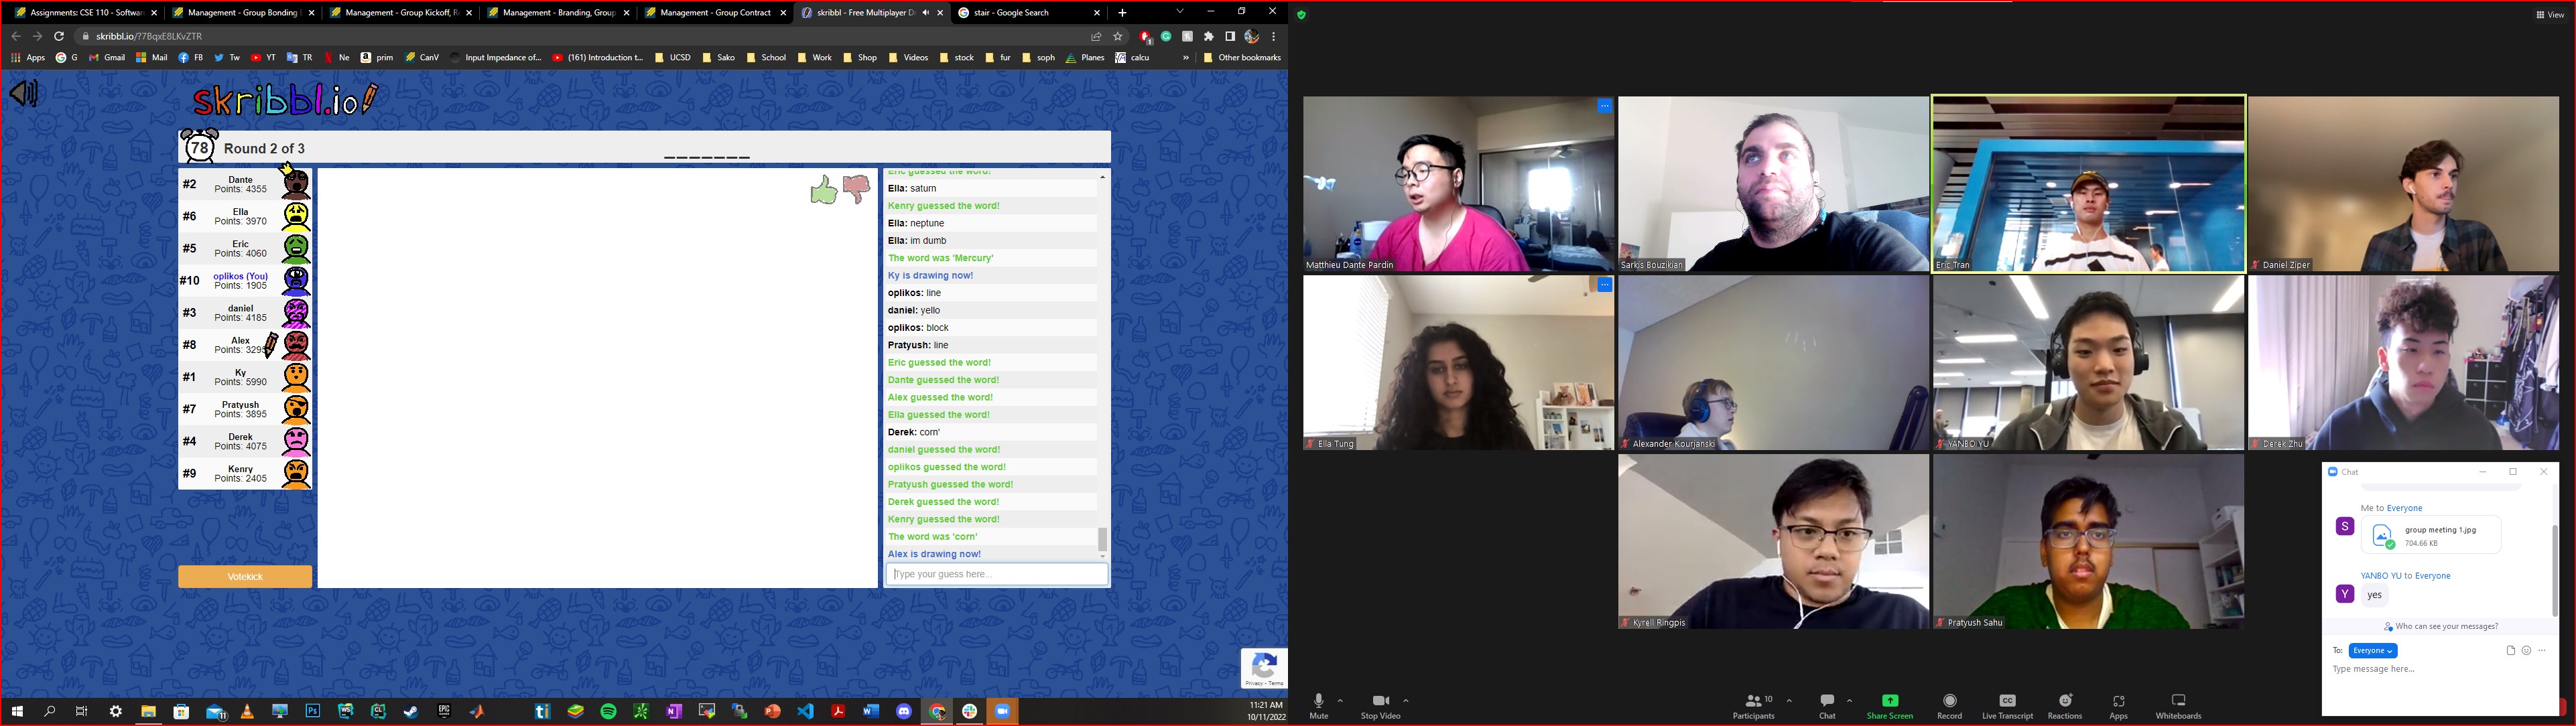 Assignments: CSE 110 - Softwar
Management - Group Bonding
Management - Group Kickoff, R
Management - Branding, Group
Management - Group Contract
skribbl - Free Multiplayer D
stair - Google Search
skribbl.io/?7BqxE8LKvZTR
Apps G Gmail Mail FB Tw YT TR Ne prim CanV Input Impedance of... (161) Introduction t... UCSD Sako School Work Shop Videos stock fur soph Planes calcu » Other bookmarks
skribbl.io
78 Round 2 of 3
_______
#2 Dante
Points: 4355
#6 Ella
Points: 3970
#5 Eric
Points: 4060
#10 oplikos (You)
Points: 1905
#3 daniel
Points: 4185
#8 Alex
Points: 3295
#1 Ky
Points: 5990
#7 Pratyush
Points: 3895
#4 Derek
Points: 4075
#9 Kenry
Points: 2405
Votekick
Eric guessed the word!
Ella: saturn
Kenry guessed the word!
Ella: neptune
Ella: im dumb
The word was 'Mercury'
Ky is drawing now!
oplikos: line
daniel: yello
oplikos: block
Pratyush: line
Eric guessed the word!
Dante guessed the word!
Alex guessed the word!
Ella guessed the word!
Derek: corn'
daniel guessed the word!
oplikos guessed the word!
Pratyush guessed the word!
Derek guessed the word!
Kenry guessed the word!
The word was 'corn'
Alex is drawing now!
Type your guess here...
Privacy - Terms
11:21 AM
10/11/2022
View
Matthieu Dante Pardin
Sarkis Bouzikian
Eric Tran
Daniel Ziper
Ella Tung
Alexander Kourjanski
YANBO YU
Derek Zhu
Kyrell Ringpis
Pratyush Sahu
Chat
Me to Everyone
S
group meeting 1.jpg
704.66 KB
YANBO YU to Everyone
Y
yes
Who can see your messages?
To: Everyone
Type message here...
Mute
Stop Video
10
Participants
Chat
Share Screen
Record
Live Transcript
Reactions
Apps
Whiteboards